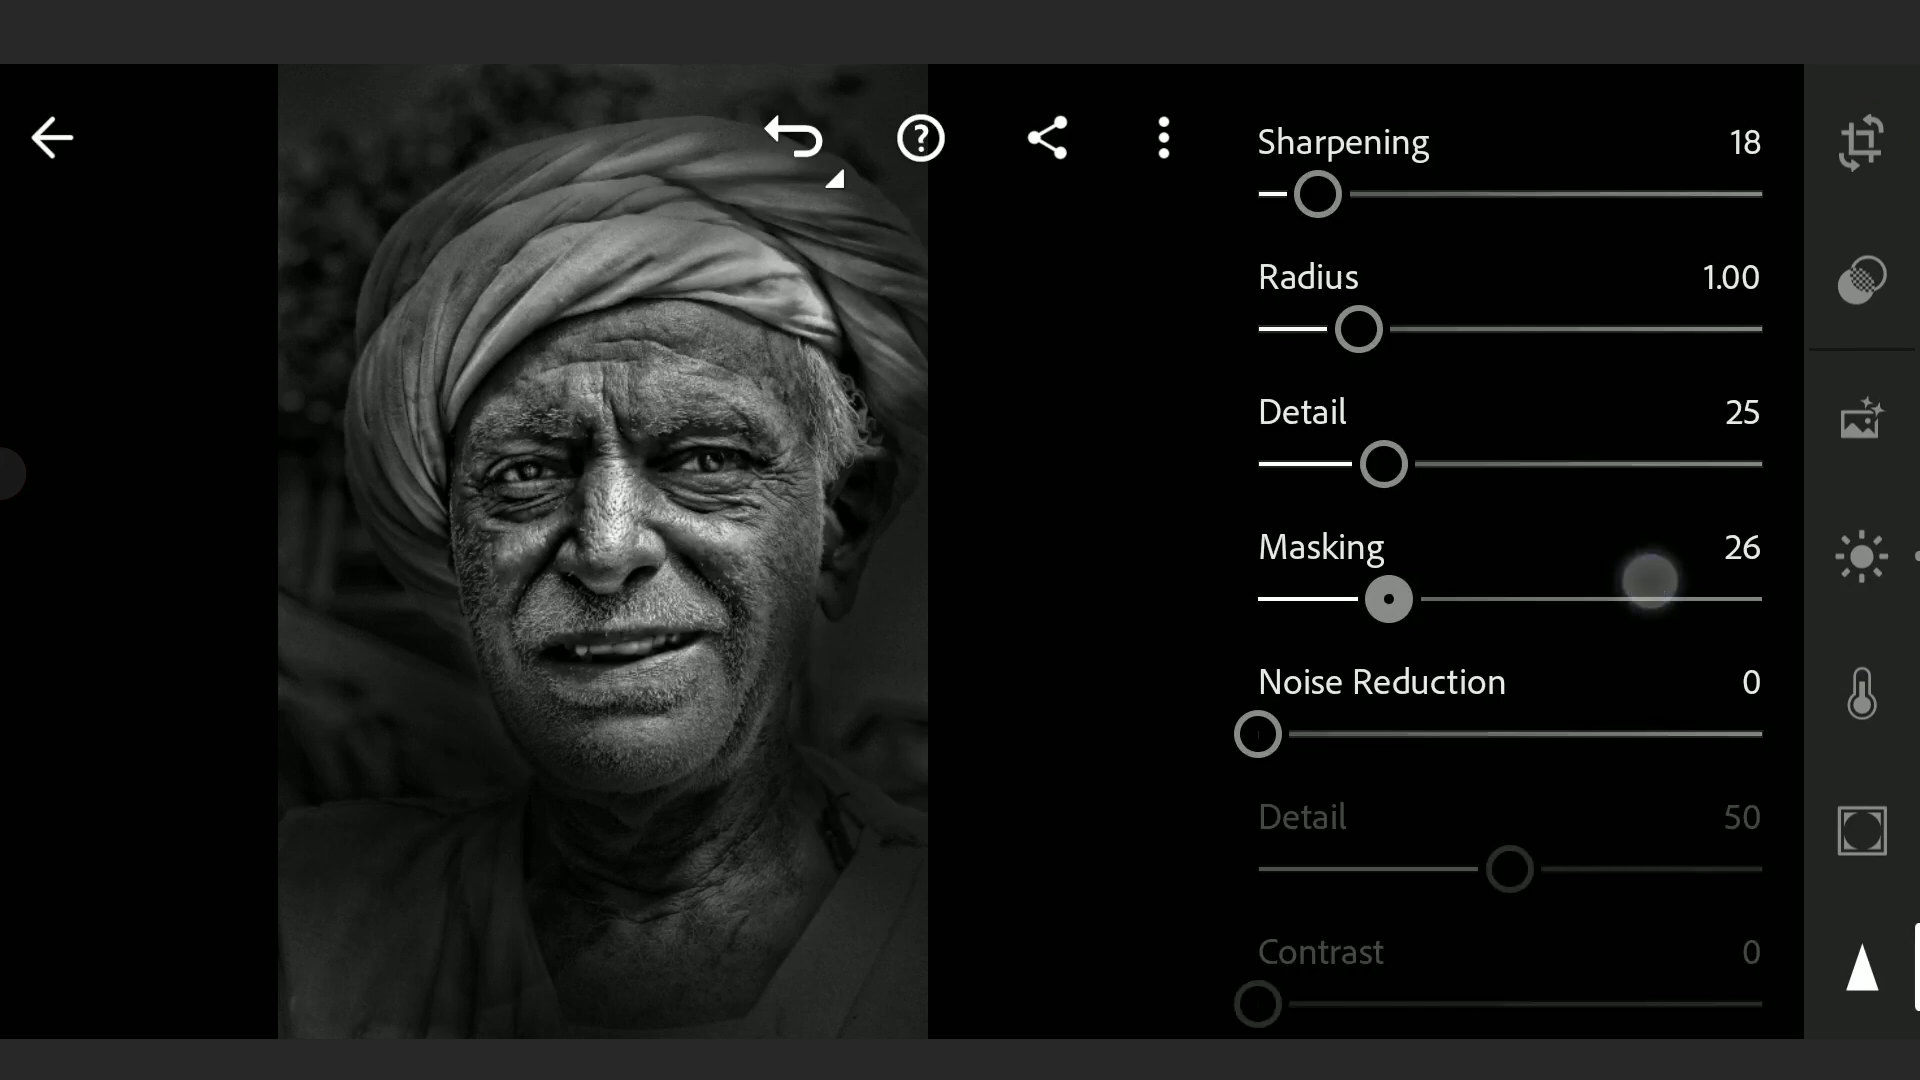 Sharpening 18
Radius 1.00
Detail 25
Masking 26
Noise Reduction 0
Detail 50
Contrast 0